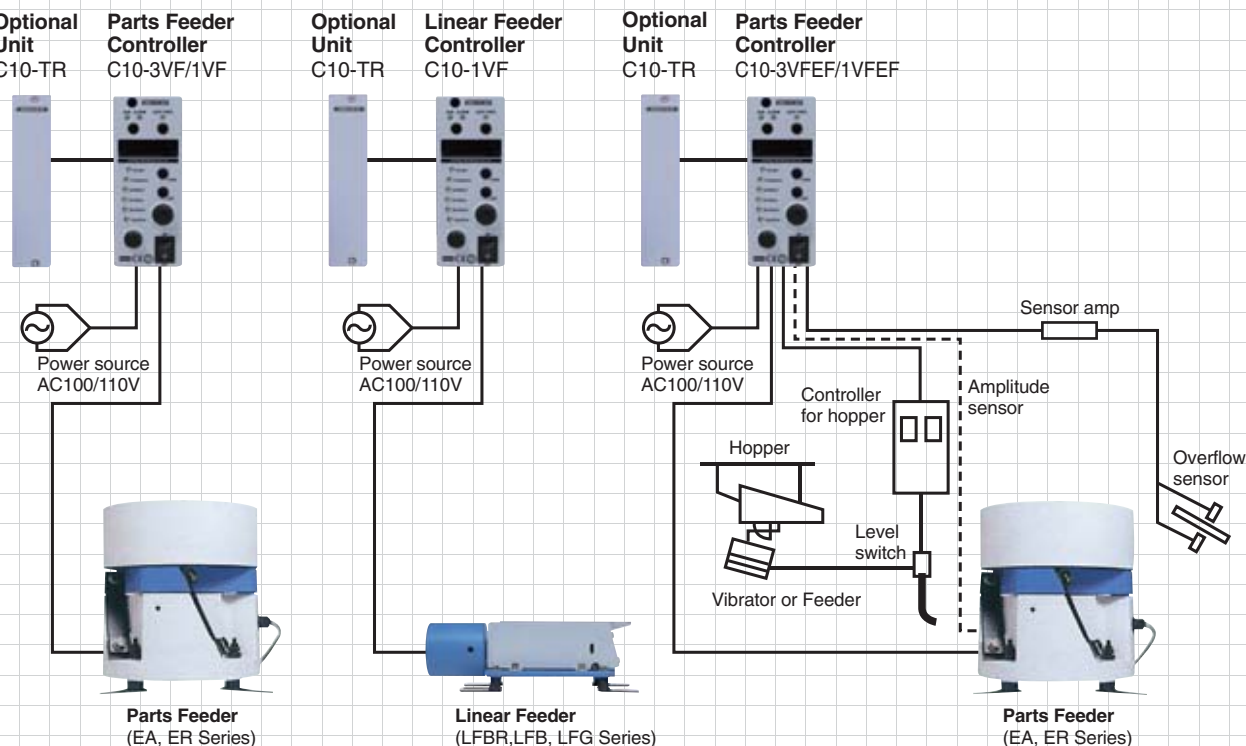 Optional
Unit
C10-TR
Parts Feeder
Controller
C10-3VF/1VF
Optional
Unit
C10-TR
Linear Feeder
Controller
C10-1VF
Optional
Unit
C10-TR
Parts Feeder
Controller
C10-3VFEF/1VFEF
Power source
AC100/110V
Power source
AC100/110V
Power source
AC100/110V
Sensor amp
Controller
for hopper
Amplitude
sensor
Hopper
Overflow
sensor
Level
switch
Vibrator or Feeder
Parts Feeder
(EA, ER Series)
Linear Feeder
(LFBR,LFB, LFG Series)
Parts Feeder
(EA, ER Series)